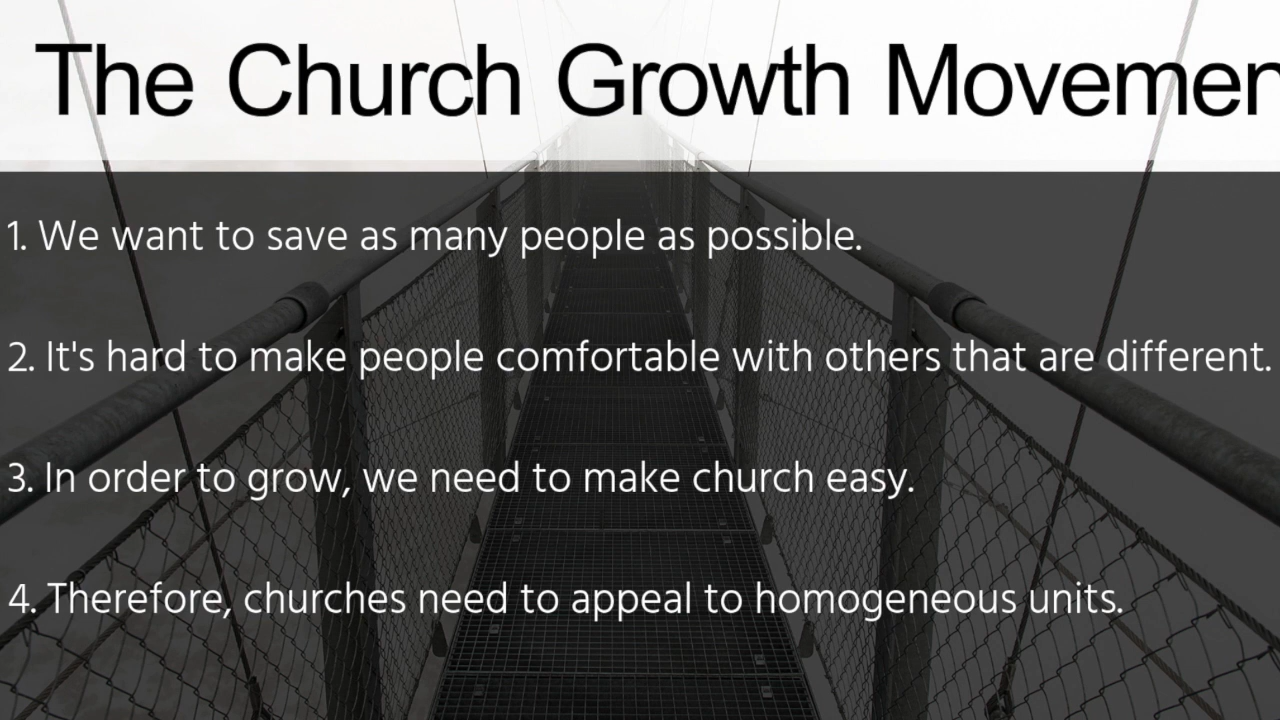 The Church Growth Movemen
1. We want to save as many people as possible.
2. It's hard to make people comfortable with others that are different.
3. In order to grow, we need to make church easy.
4. Therefore, churches need to appeal to homogeneous units.